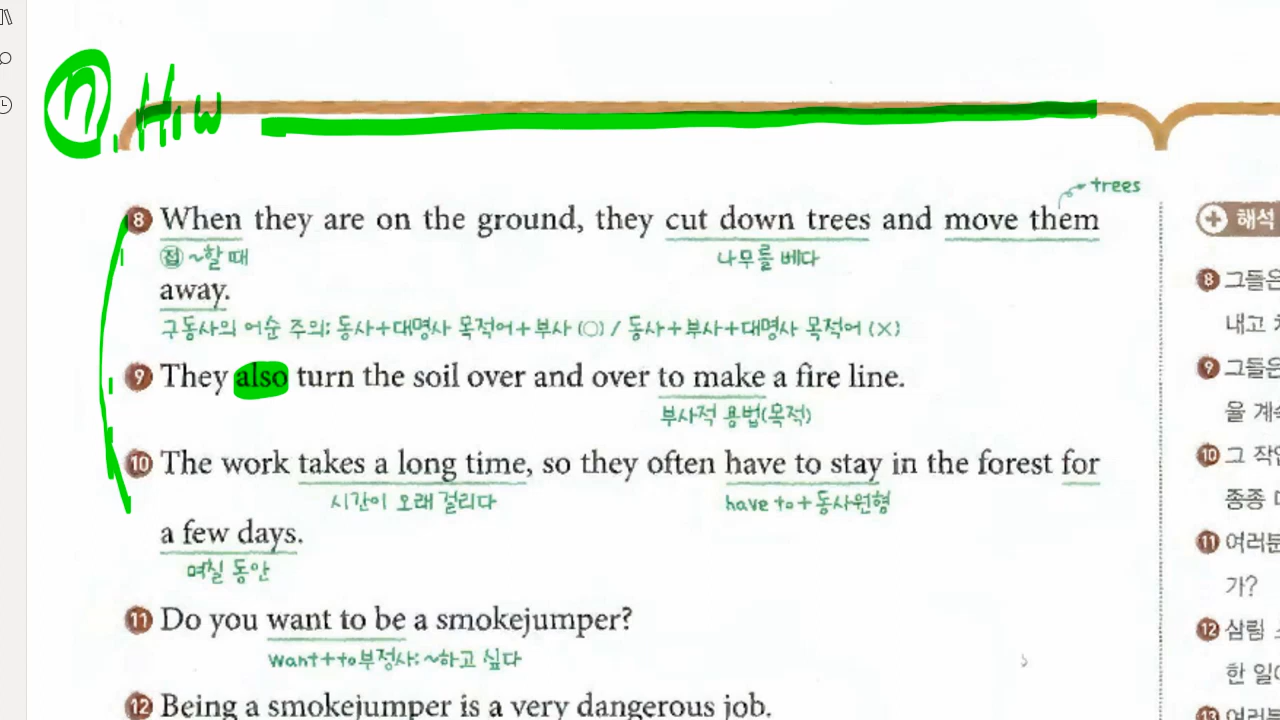 n. How
trees
8 When they are on the ground, they cut down trees and move them
접 ~할 때 나무를 베다
away.
구동사의 어순 주의: 동사+대명사 목적어+부사 (○) / 동사+부사+대명사 목적어 (×)
9 They also turn the soil over and over to make a fire line.
부사적 용법(목적)
10 The work takes a long time, so they often have to stay in the forest for
시간이 오래 걸리다 have to+동사원형
a few days.
며칠 동안
11 Do you want to be a smokejumper?
want+to부정사: ~하고 싶다
12 Being a smokejumper is a very dangerous job.
해석
8 그들은
내고
9 그들은
을 계속
10 그 작업
종종
11 여러분
가?
12 삼림
한 일이
13 여러분